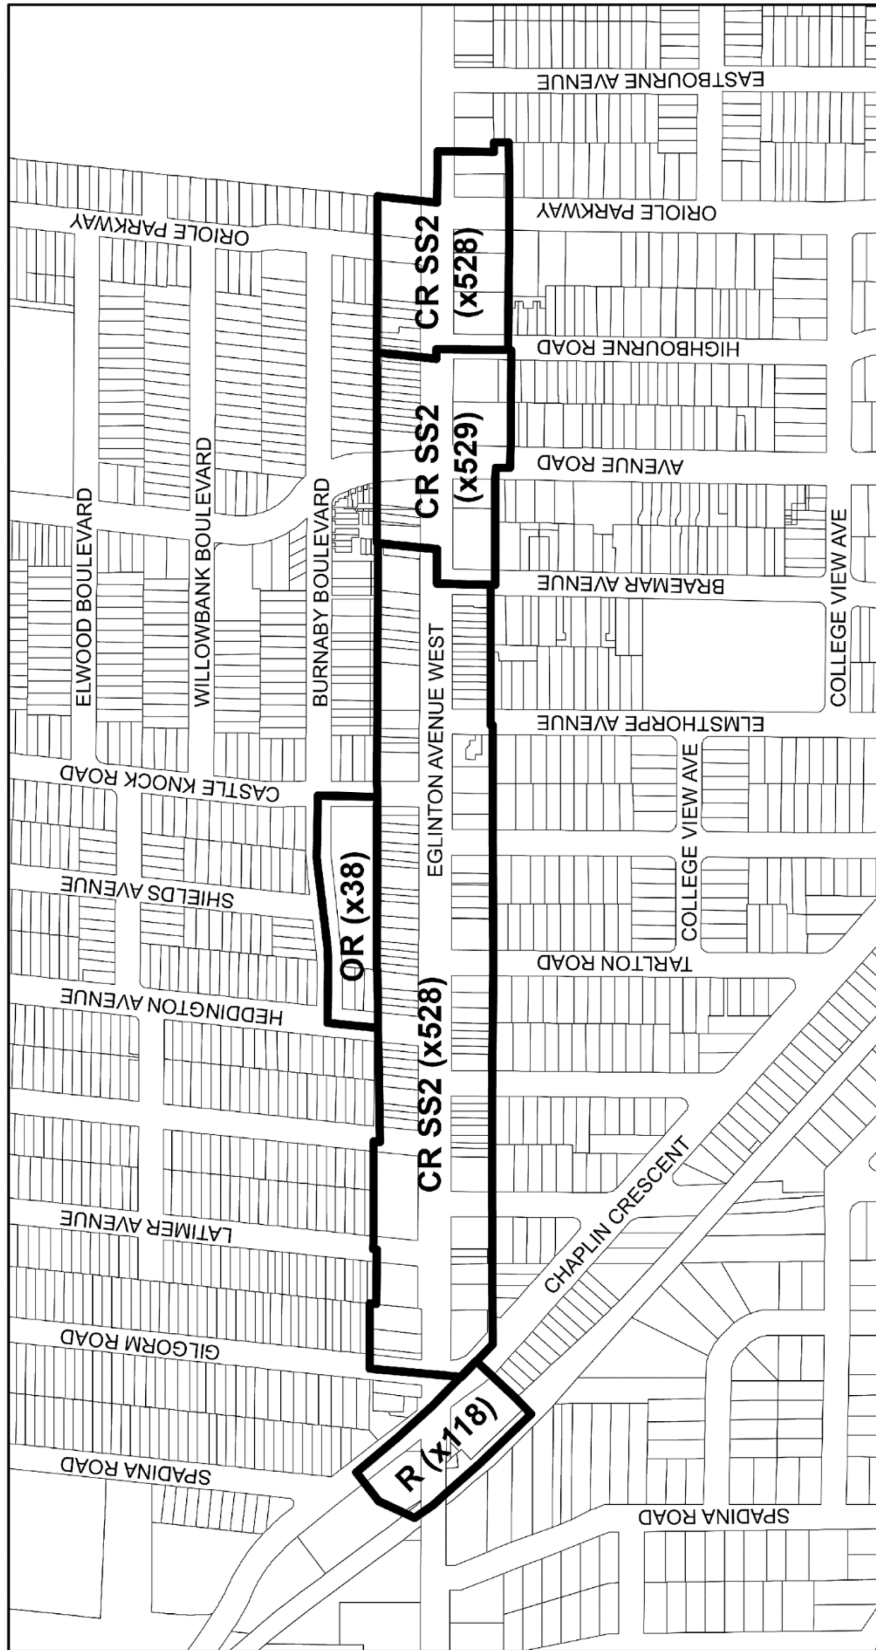 EASTBOURNE AVENUE
ORIOLE PARKWAY
ORIOLE PARKWAY
CR SS2
(x528)
HIGHBOURNE ROAD
CR SS2
(x529)
AVENUE ROAD
ELWOOD BOULEVARD
WILLOWBANK BOULEVARD
BURNABY BOULEVARD
BRAEMAR AVENUE
COLLEGE VIEW AVE
EGLINTON AVENUE WEST
ELMSTHORPE AVENUE
CASTLE KNOCK ROAD
COLLEGE VIEW AVE
SHIELDS AVENUE
OR (x38)
TARLTON ROAD
HEDDINGTON AVENUE
CR SS2 (x528)
LATIMER AVENUE
CHAPLIN CRESCENT
GILGORM ROAD
R (x118)
SPADINA ROAD
SPADINA ROAD